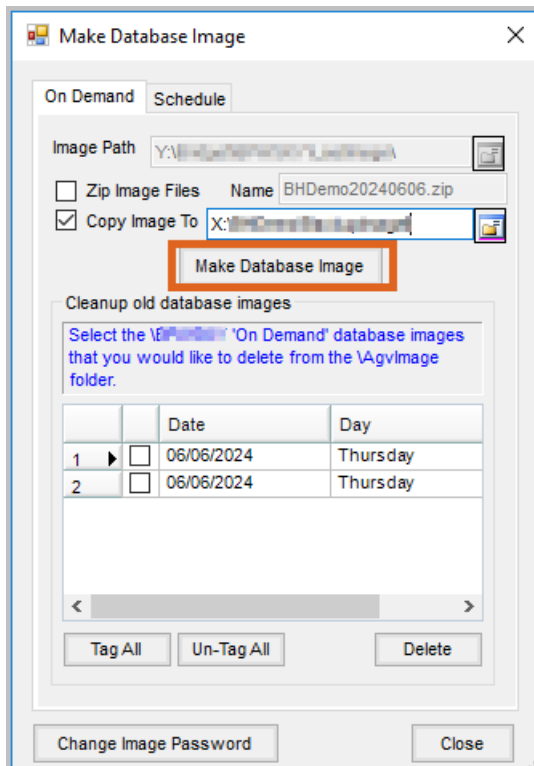 Make Database Image
On Demand Schedule
Image Path Y:\
Zip Image Files Name BHDemo20240606.zip
Copy Image To X:\
Make Database Image
Cleanup old database images
Select the \ 'On Demand' database images
that you would like to delete from the \AgvImage
folder.
Date Day
1 06/06/2024 Thursday
2 06/06/2024 Thursday
Tag All Un-Tag All Delete
Change Image Password Close